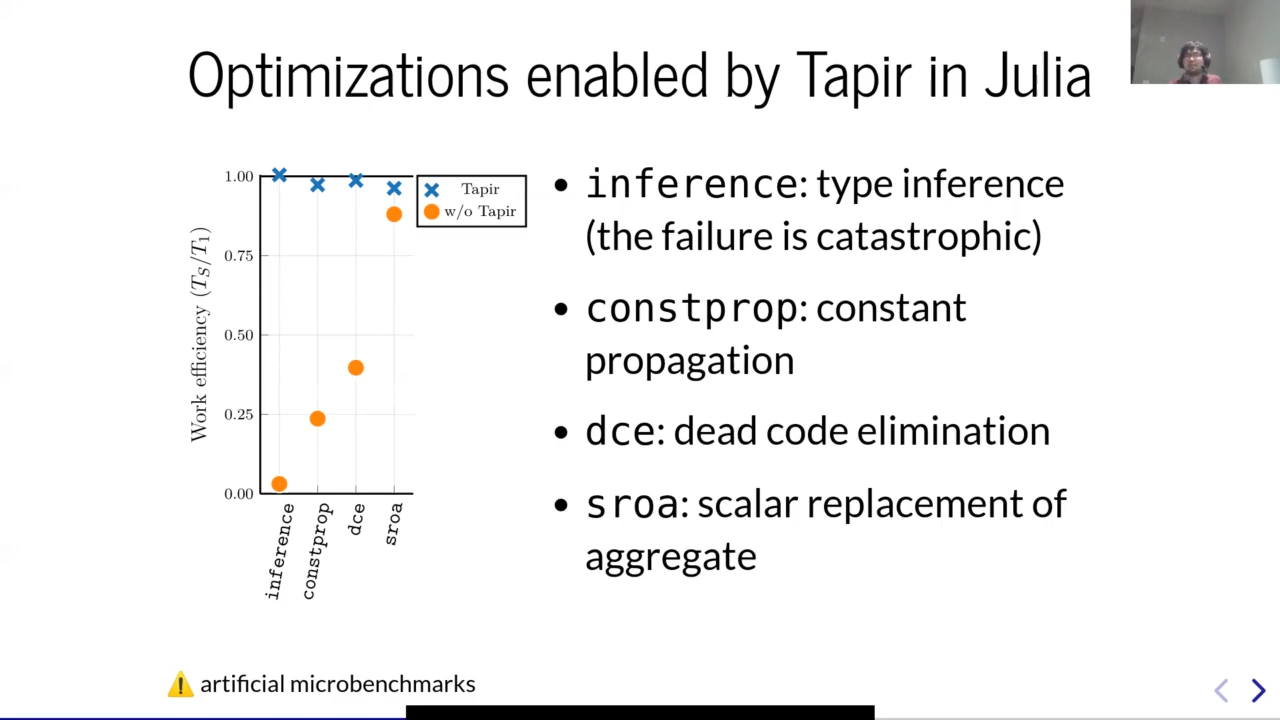 Optimizations enabled by Tapir in Julia
1.00
0.75
0.50
0.25
0.00
Work efficiency (T_S/T_1)
inference
constprop
dce
sroa
Tapir
w/o Tapir
• inference: type inference
(the failure is catastrophic)
• constprop: constant
propagation
• dce: dead code elimination
• sroa: scalar replacement of
aggregate
⚠ artificial microbenchmarks